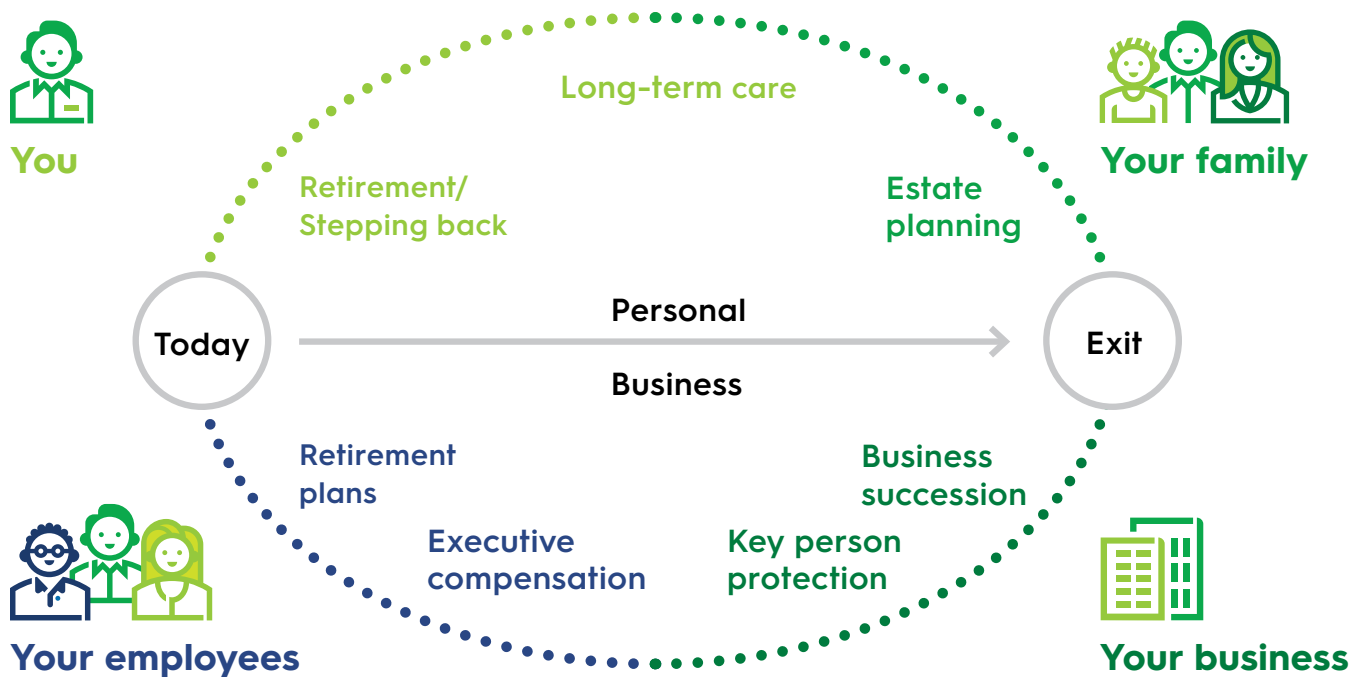 Long-term care
You
Your family
Retirement/
Stepping back
Estate
planning
Personal
Today
Exit
Business
Retirement
plans
Business
succession
Executive
compensation
Key person
protection
Your employees
Your business